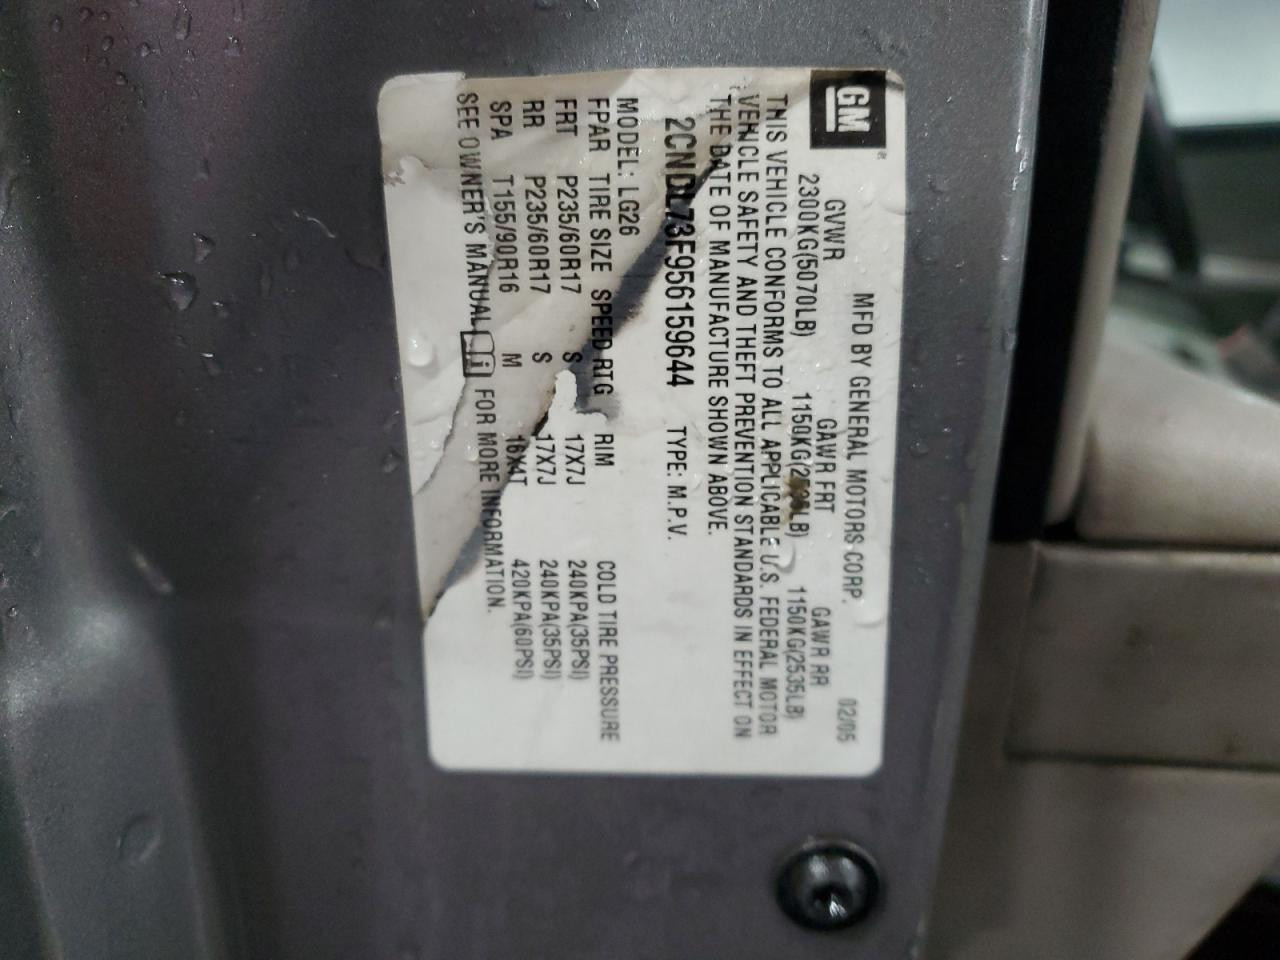 GM
MFD BY GENERAL MOTORS CORP. 02/05
GVWR GAWR FRT GAWR RR
2300KG(5070LB) 1150KG(2535LB) 1150KG(2535LB)
THIS VEHICLE CONFORMS TO ALL APPLICABLE U.S. FEDERAL MOTOR
VEHICLE SAFETY AND THEFT PREVENTION STANDARDS IN EFFECT ON
THE DATE OF MANUFACTURE SHOWN ABOVE.
2CNDL73F956159644 TYPE: M.P.V.
MODEL: LG26
FPAR TIRE SIZE SPEED RTG RIM COLD TIRE PRESSURE
FRT P235/60R17 S 17X7J 240KPA(35PSI)
RR P235/60R17 S 17X7J 240KPA(35PSI)
SPA T155/90R16 M 16X4T 420KPA(60PSI)
SEE OWNER'S MANUAL FOR MORE INFORMATION.